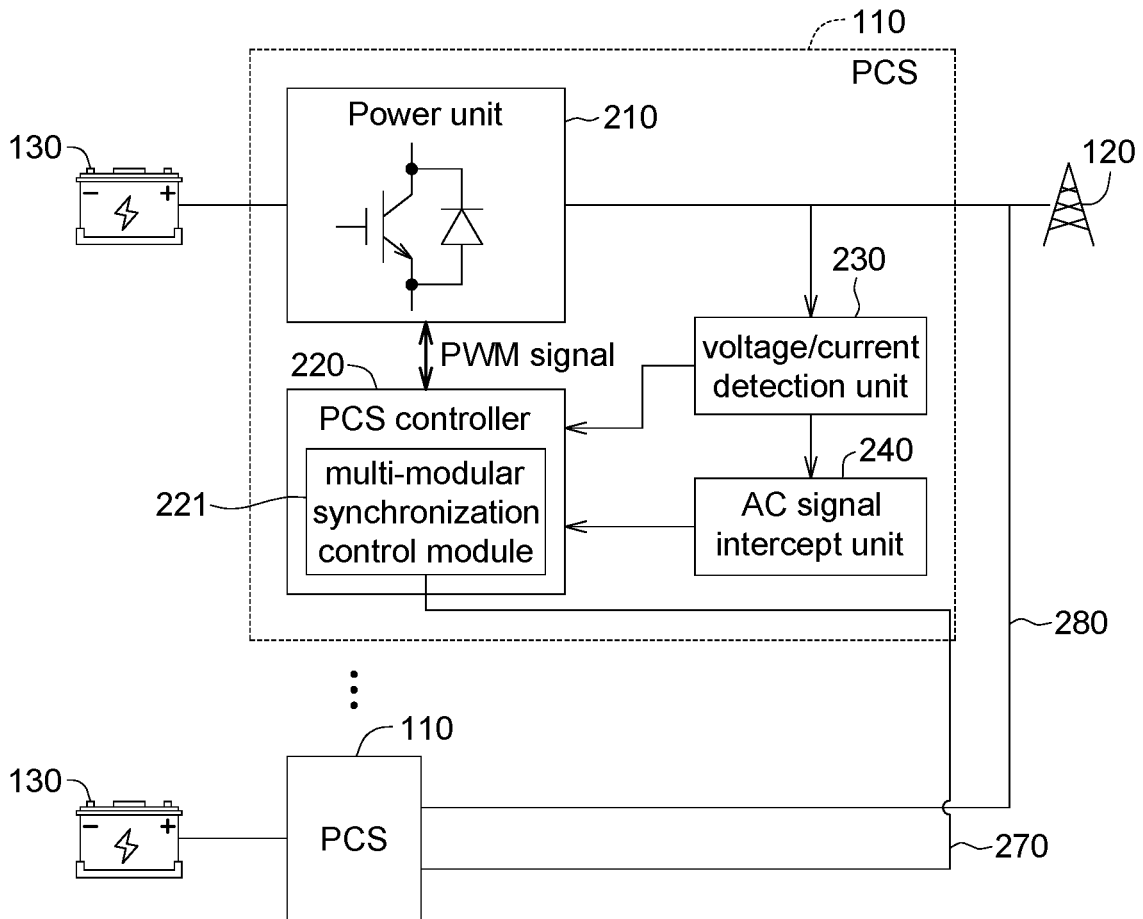 110
PCS
Power unit
210
130
120
− +
230
voltage/current
detection unit
PWM signal
220
PCS controller
240
221
multi-modular
synchronization
control module
AC signal
intercept unit
280
110
130
− +
PCS
270